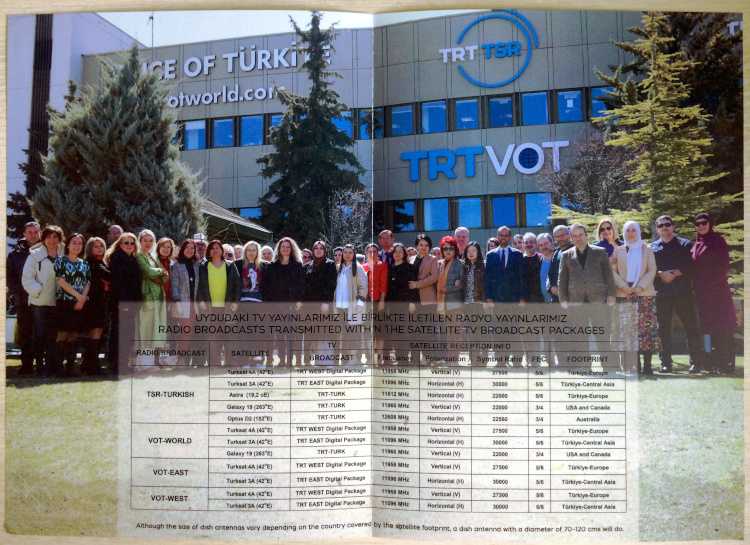 ICE OF TÜRKİYE
votworld.com
TRT TSR
TRT VOT
UYDUDAKİ TV YAYINLARIMIZ İLE BİRLİKTE İLETİLEN RADYO YAYINLARIMIZ
RADIO BROADCASTS TRANSMITTED WITHIN THE SATELLITE TV BROADCAST PACKAGES
TV SATELLITE RECEPTION INFO
RADIO BROADCAST SATELLITE BROADCAST Frequency Polarization Symbol Ratio FEC FOOTPRINT
Turksat 4A (42°E) TRT WEST Digital Package 11958 MHz Vertical (V) 27500 5/6 Türkiye-Europe
Turksat 3A (42°E) TRT EAST Digital Package 11096 MHz Horizontal (H) 30000 5/6 Türkiye-Central Asia
TSR-TURKISH Astra (19,2 oE) TRT-TURK Horizontal (H) 22000 5/6 Türkiye-Europe
Galaxy 19 (263°E) TRT-TURK Vertical (V) 22000 3/4 USA and Canada
Optus D2 (152°E) TRT-TURK 12608 MHz Horizontal (H) 3/4 Australia
Turksat 4A (42°E) TRT WEST Digital Package 11958 MHz Vertical (V) 27500 5/6 Türkiye-Europe
VOT-WORLD Turksat 3A (42°E) TRT EAST Digital Package 11096 MHz Horizontal (H) 30000 5/6 Türkiye-Central Asia
Galaxy 19 (263°E) TRT-TURK Vertical (V) 22000 3/4 USA and Canada
VOT-EAST Turksat 4A (42°E) TRT WEST Digital Package 11958 MHz Vertical (V) 27500 5/6 Türkiye-Europe
Turksat 3A (42°E) TRT EAST Digital Package 11096 MHz Horizontal (H) 30000 5/6 Türkiye-Central Asia
VOT-WEST Turksat 4A (42°E) TRT WEST Digital Package 11958 MHz Vertical (V) 27500 5/6 Türkiye-Europe
Turksat 3A (42°E) TRT EAST Digital Package 11096 MHz Horizontal (H) 30000 5/6 Türkiye-Central Asia
Although the size of dish antennas vary depending on the country covered by the satellite footprint, a dish antenna with a diameter of 70-120 cms will do.